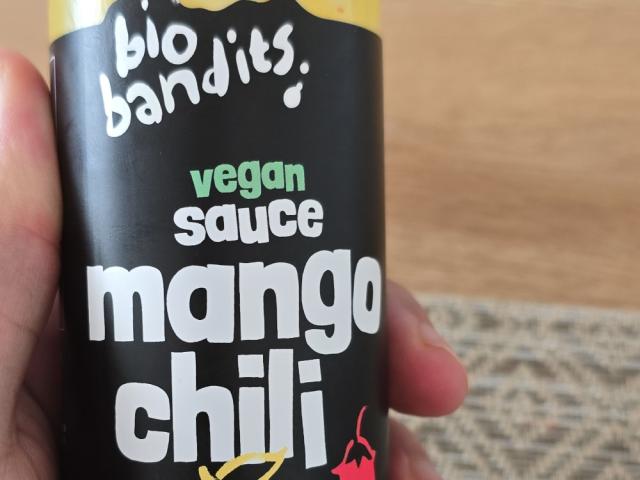 bio
bandits
vegan
sauce
mango
chili